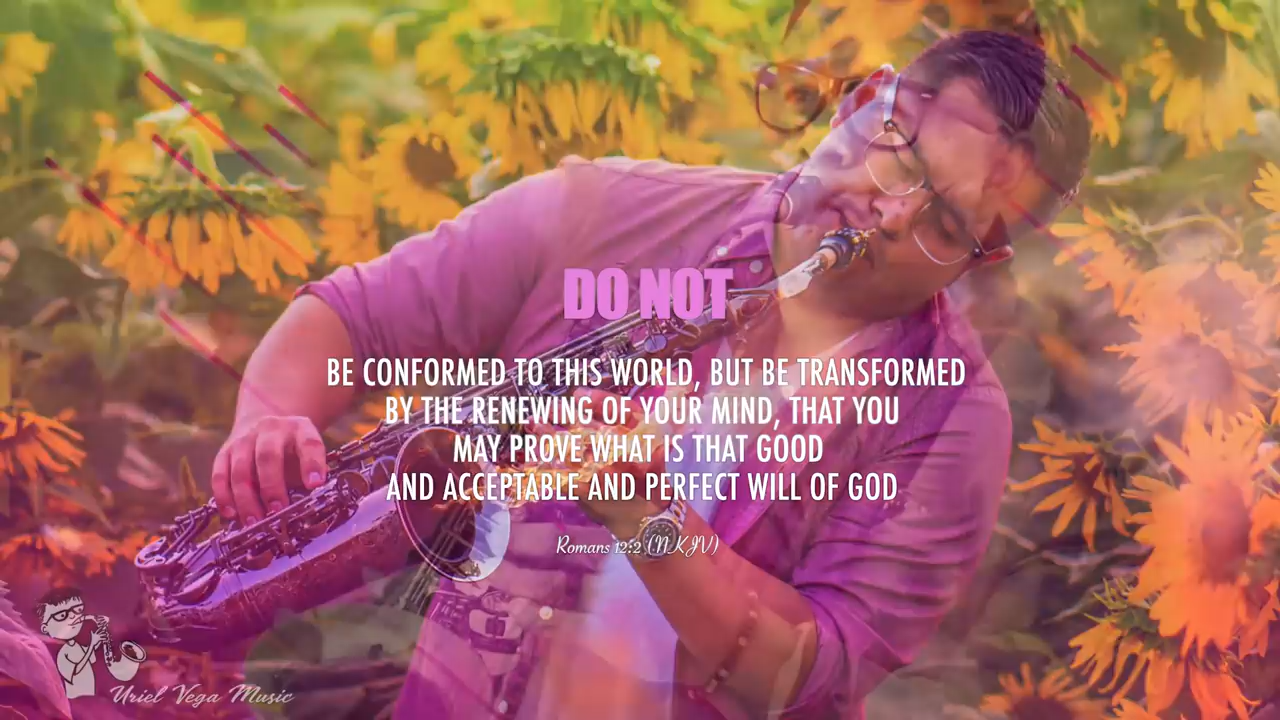 DO NOT
BE CONFORMED TO THIS WORLD, BUT BE TRANSFORMED
BY THE RENEWING OF YOUR MIND, THAT YOU
MAY PROVE WHAT IS THAT GOOD
AND ACCEPTABLE AND PERFECT WILL OF GOD
Romans 12:2 (NKJV)
Uriel Vega Music